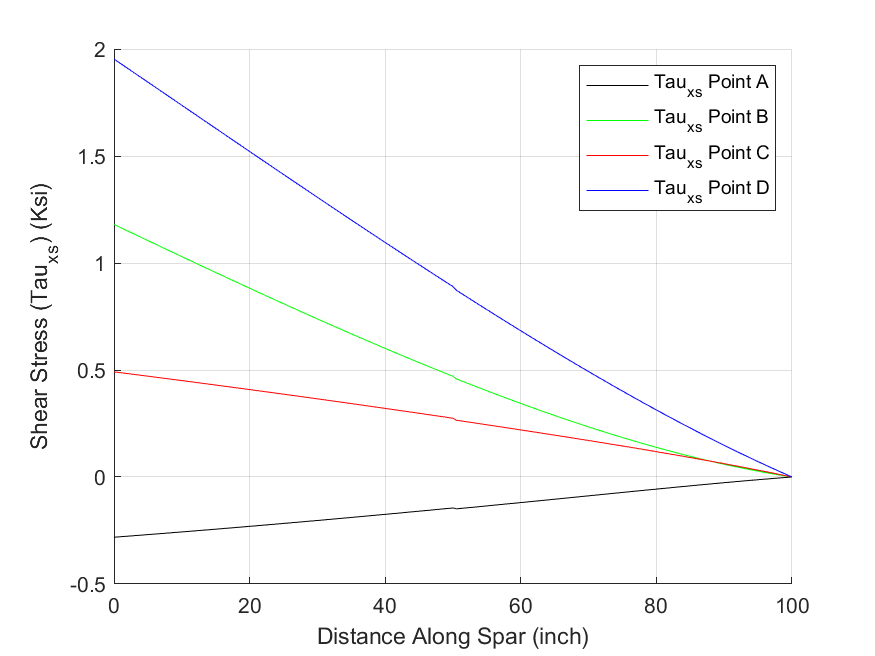 2
1.5
1
0.5
0
-0.5
0 20 40 60 80 100
Shear Stress (Tau_xs) (Ksi)
Distance Along Spar (inch)
Tau_xs Point A
Tau_xs Point B
Tau_xs Point C
Tau_xs Point D